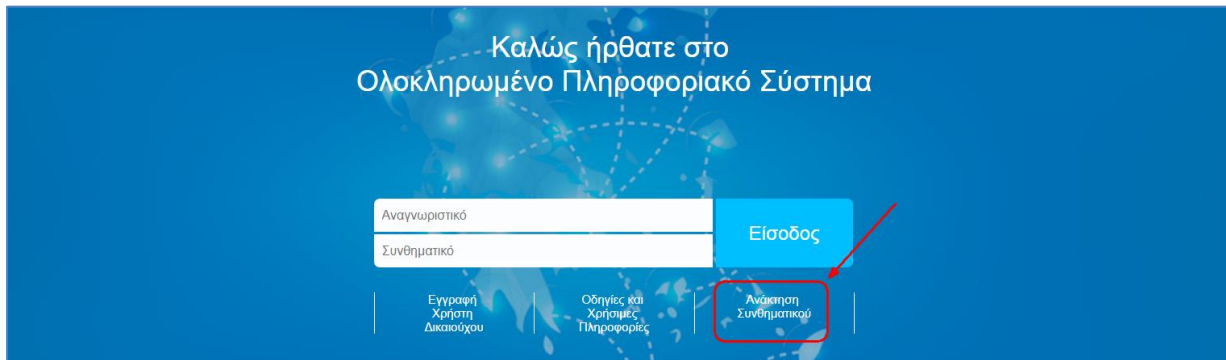 Καλώς ήρθατε στο
Ολοκληρωμένο Πληροφοριακό Σύστημα
Αναγνωριστικό
Συνθηματικό
Είσοδος
Εγγραφή
Χρήστη
Δικαιούχου
Οδηγίες και
Χρήσιμες
Πληροφορίες
Ανάκτηση
Συνθηματικού